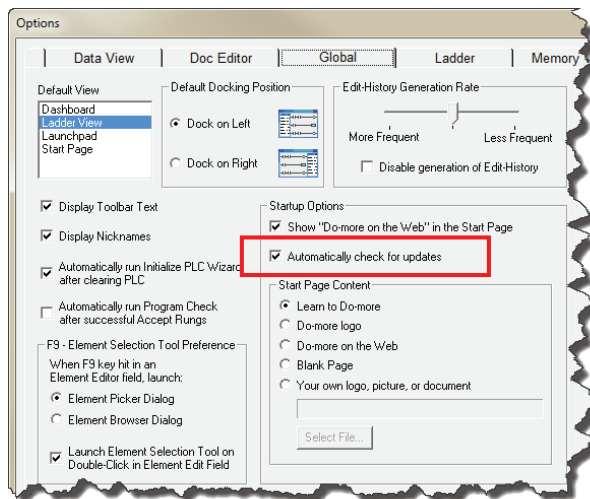 Options
Data View
Doc Editor
Global
Ladder
Memory
Default View
Dashboard
Ladder View
Launchpad
Start Page
Default Docking Position
Dock on Left
Dock on Right
Edit-History Generation Rate
More Frequent
Less Frequent
Disable generation of Edit-History
Display Toolbar Text
Display Nicknames
Automatically run Initialize PLC Wizard
after clearing PLC
Automatically run Program Check
after successful Accept Rungs
F9 - Element Selection
Tool Preference
When F9 key hit in an
Element Editor field, launch:
Element Picker Dialog
Element Browser Dialog
Launch Element Selection Tool on
Double-Click in Element Edit Field
Startup Options
Show "Do-more on the Web" in the Start Page
Automatically check for updates
Start Page Content
Learn to Do-more
Do-more logo
Do-more on the Web
Blank Page
Your own logo, picture, or document
Select File...